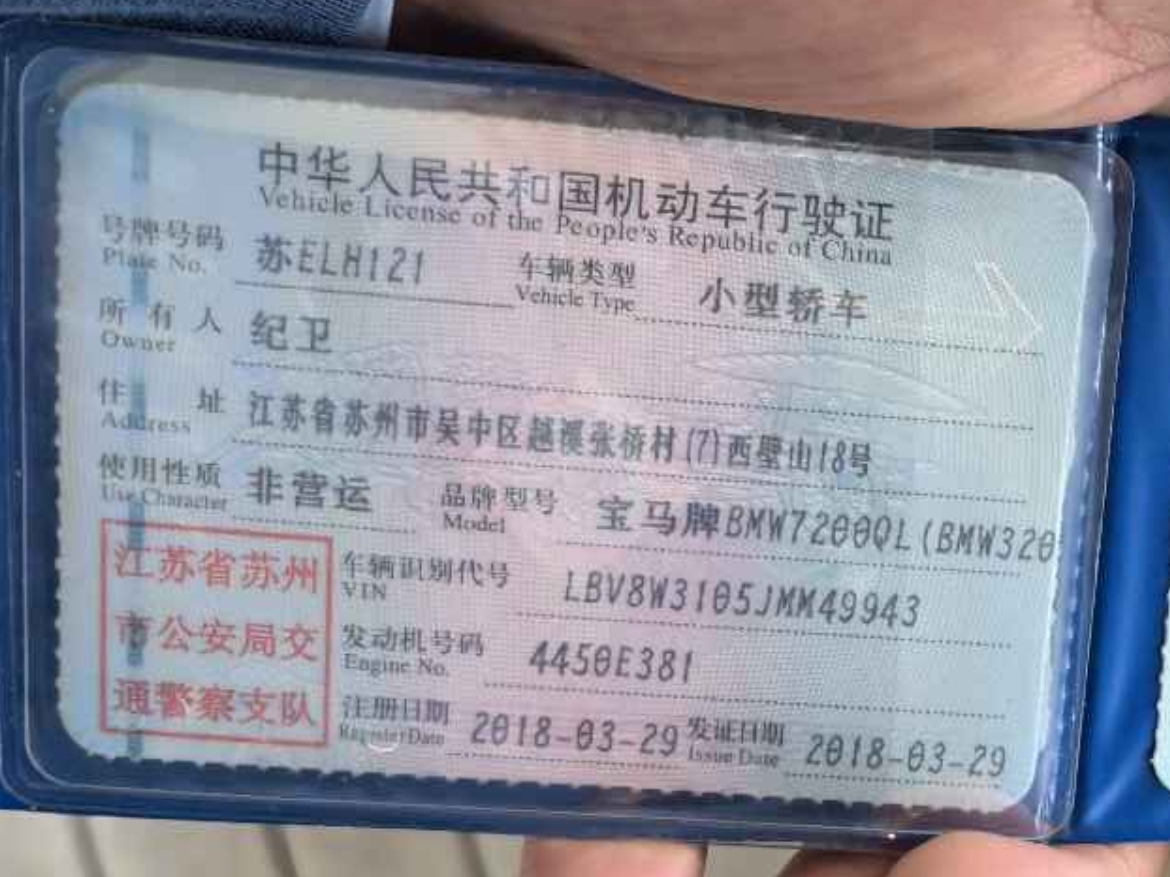 中华人民共和国机动车行驶证
Vehicle License of the People's Republic of China
号牌号码 苏ELH121 车辆类型 小型轿车
Plate No. Vehicle Type
所有人 纪卫
Owner
住址 江苏省苏州市吴中区越溪张桥村(7)西壁山18号
Address
使用性质 非营运 品牌型号 宝马牌BMW7200QL(BMW320
Use Character Model
江苏省苏州
市公安局交
通警察支队
车辆识别代号 LBV8W3105JMM49943
VIN
发动机号码 4450E381
Engine No.
注册日期 2018-03-29 发证日期 2018-03-29
Register Date Issue Date